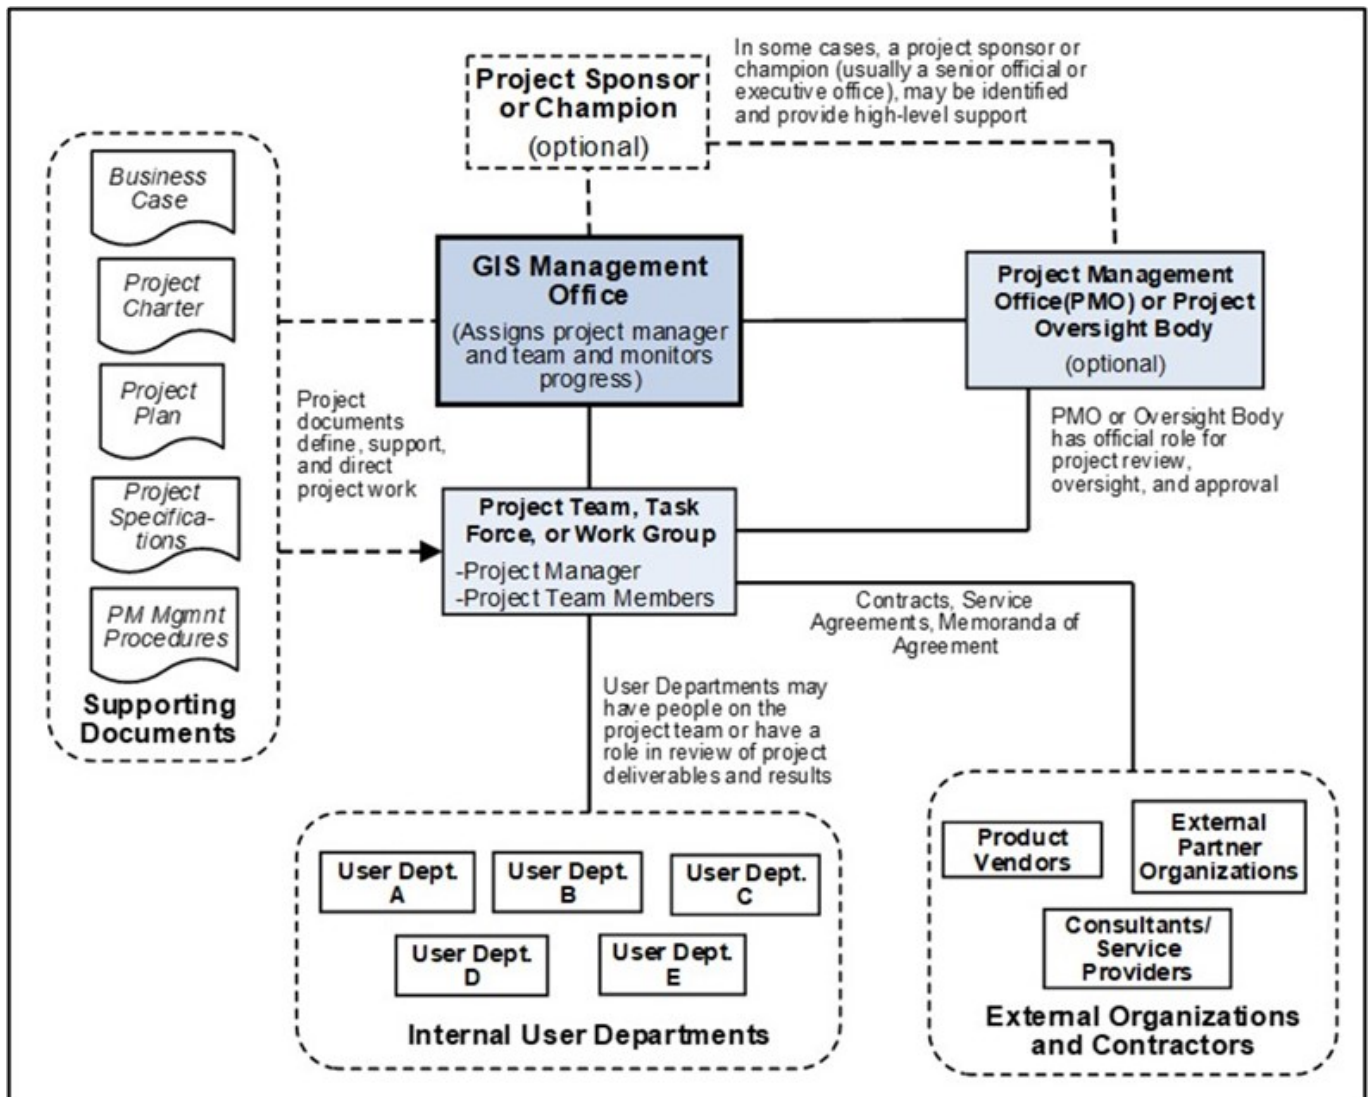 Project Sponsor
or Champion
(optional)
In some cases, a project sponsor or
champion (usually a senior official or
executive office), may be identified
and provide high-level support
Business
Case
Project
Charter
Project
Plan
Project
Specifica-
tions
PM Mgmnt
Procedures
Supporting
Documents
GIS Management
Office
(Assigns project manager
and team and monitors
progress)
Project Management
Office(PMO) or Project
Oversight Body
(optional)
Project
documents
define, support,
and direct
project work
PMO or Oversight Body
has official role for
project review,
oversight, and approval
Project Team, Task
Force, or Work Group
-Project Manager
-Project Team Members
Contracts, Service
Agreements, Memoranda of
Agreement
User Departments may
have people on the
project team or have a
role in review of project
deliverables and results
User Dept.
A
User Dept.
B
User Dept.
C
User Dept.
D
User Dept.
E
Internal User Departments
Product
Vendors
External
Partner
Organizations
Consultants/
Service
Providers
External Organizations
and Contractors